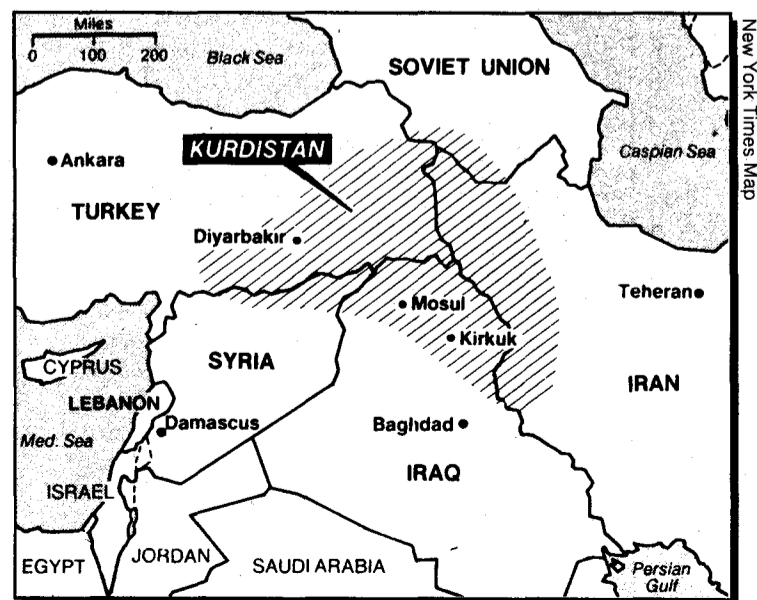 Miles
0 100 200
Black Sea
SOVIET UNION
Caspian Sea
KURDISTAN
Ankara
TURKEY
Diyarbakır
Teheran
Mosul
Kirkuk
CYPRUS
SYRIA
IRAN
LEBANON
Damascus
Baghdad
Med. Sea
IRAQ
ISRAEL
EGYPT
JORDAN
SAUDI ARABIA
Persian
Gulf
New York Times Map